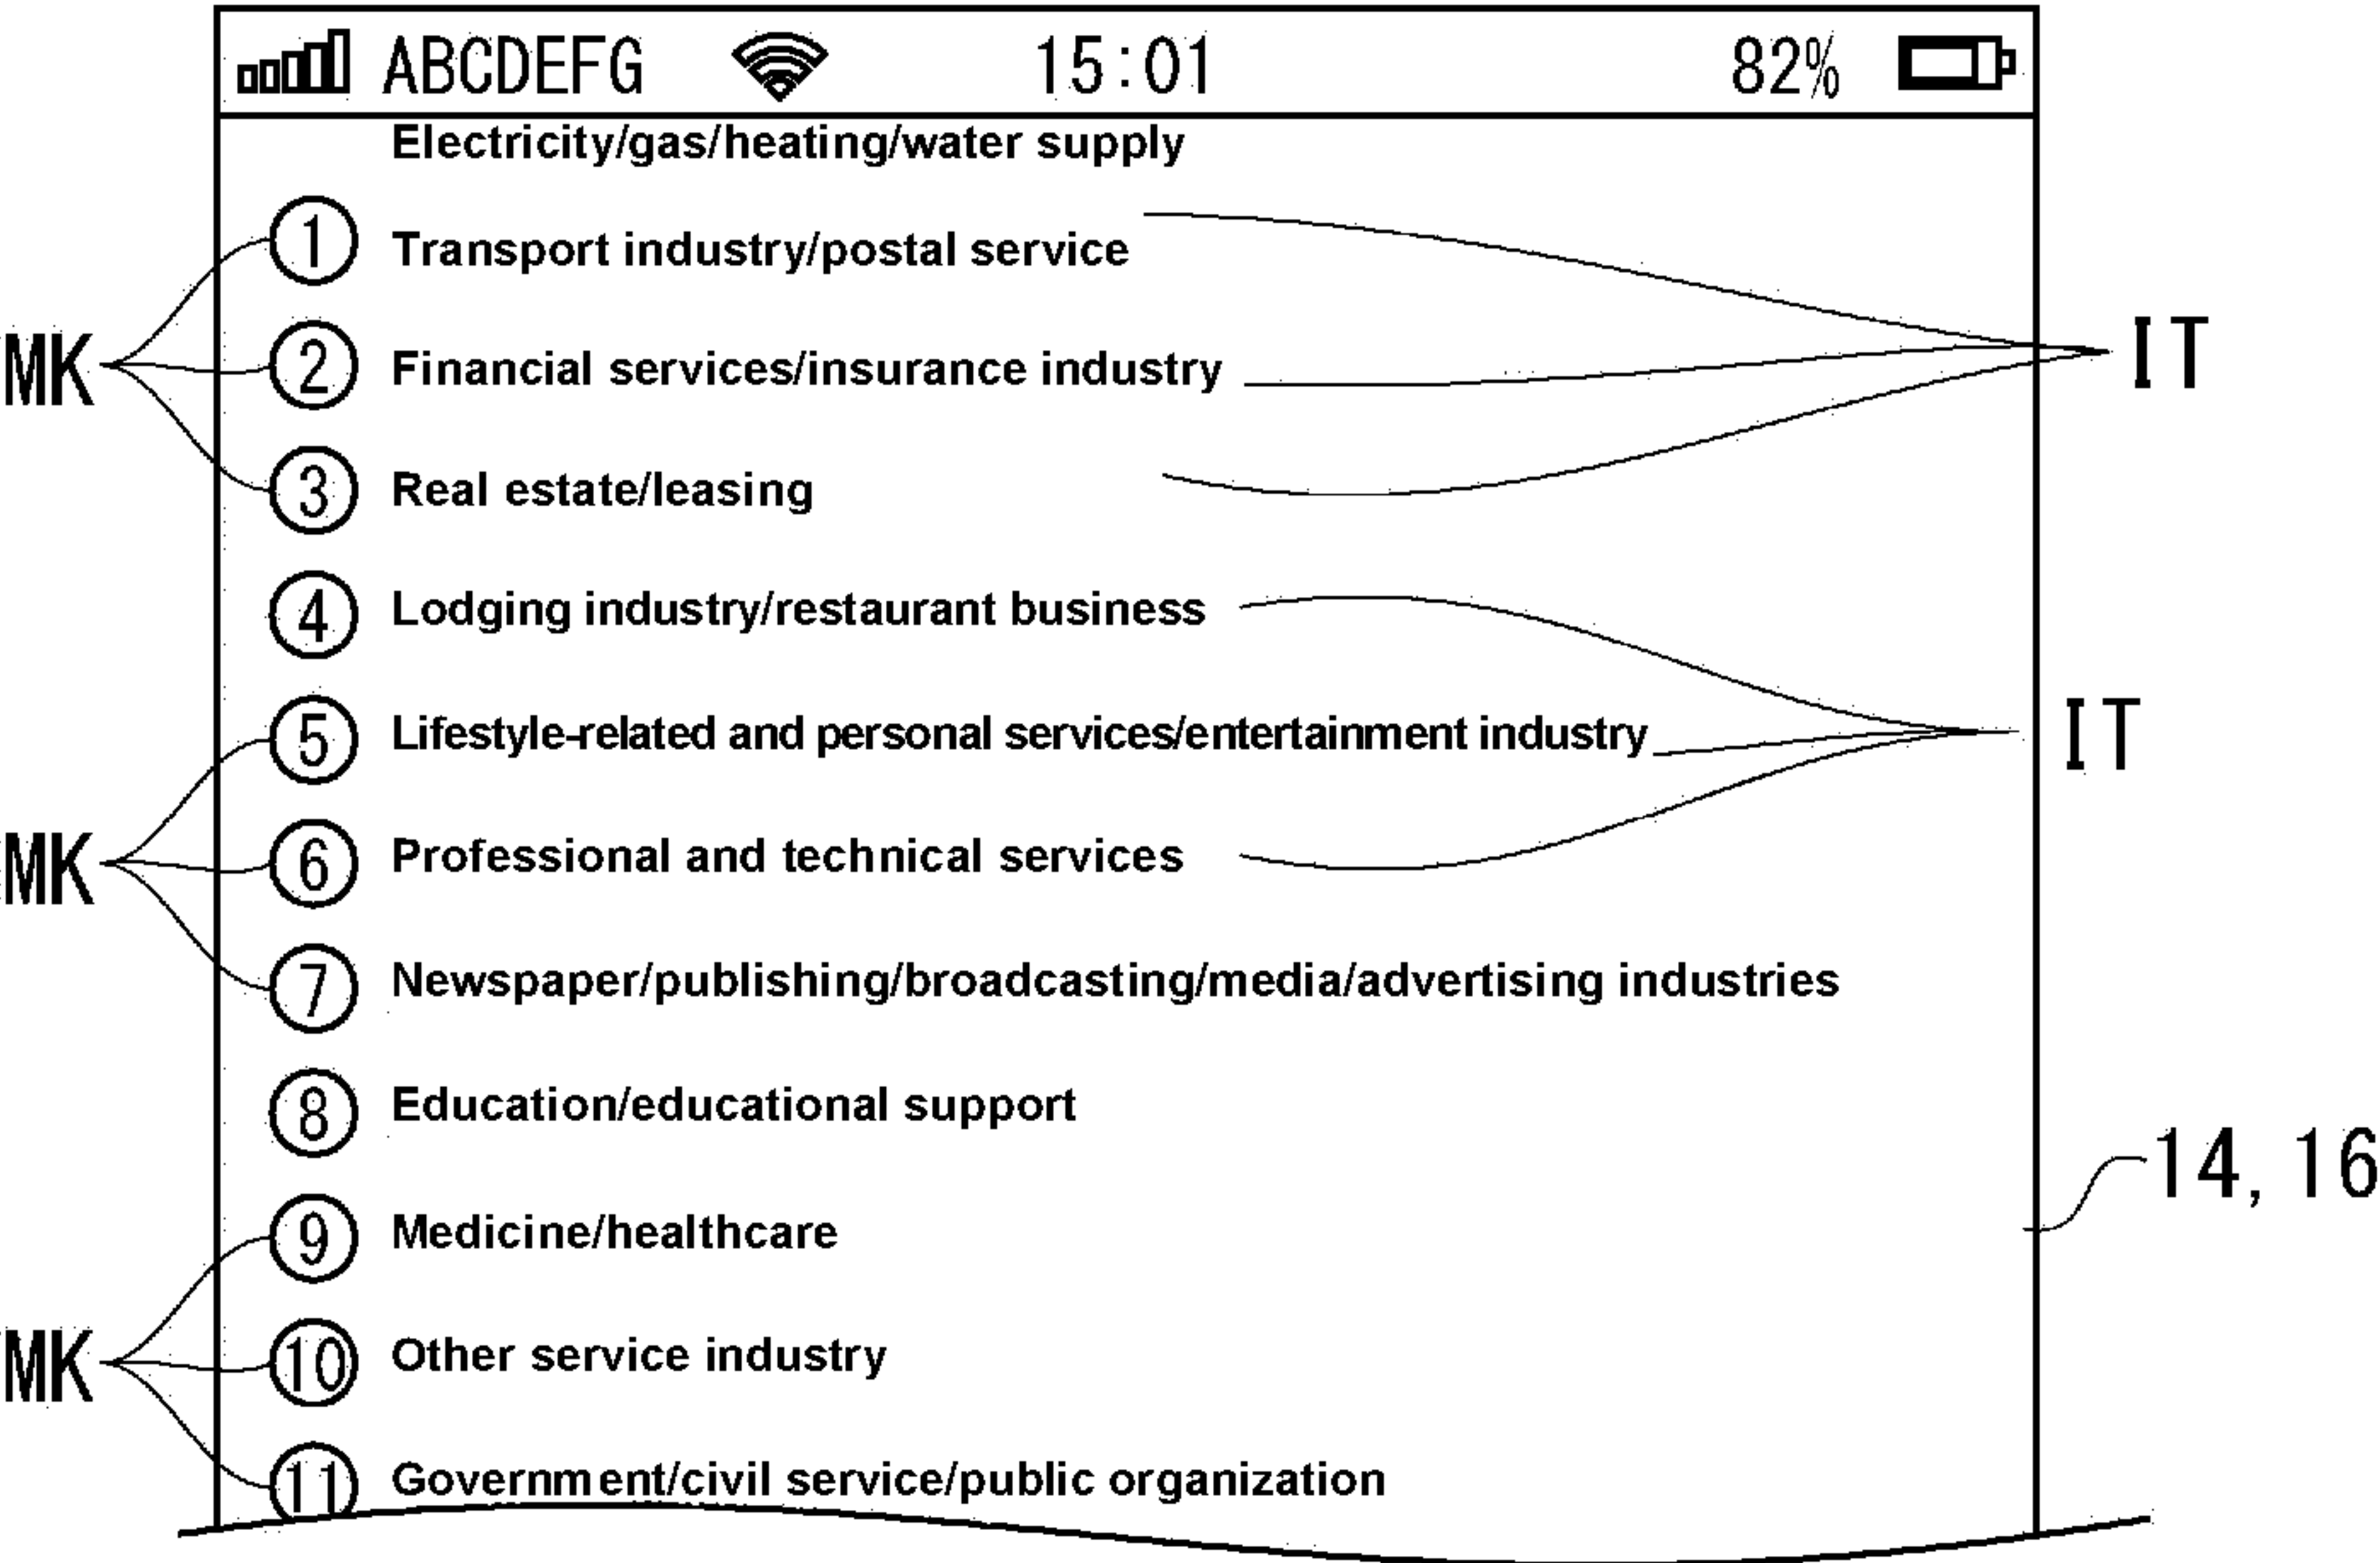 ABCDEFG 15:01 82%
Electricity/gas/heating/water supply
1 Transport industry/postal service
MK 2 Financial services/insurance industry IT
3 Real estate/leasing
4 Lodging industry/restaurant business
5 Lifestyle-related and personal services/entertainment industry IT
MK 6 Professional and technical services
7 Newspaper/publishing/broadcasting/media/advertising industries
8 Education/educational support
14, 16
9 Medicine/healthcare
MK 10 Other service industry
11 Government/civil service/public organization